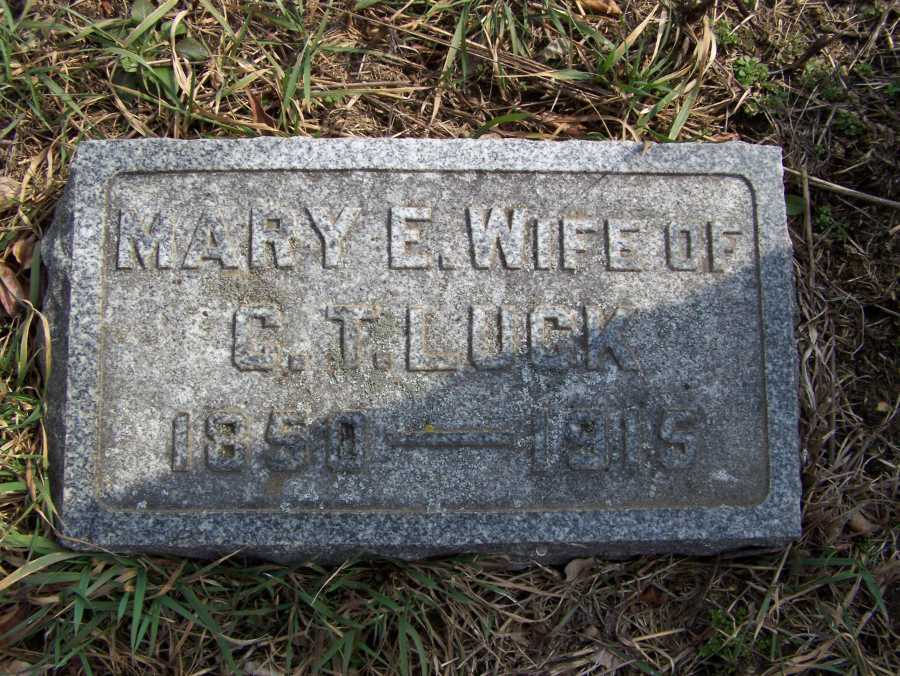 MARY E. WIFE OF
C. T. LUCK
1850—1915